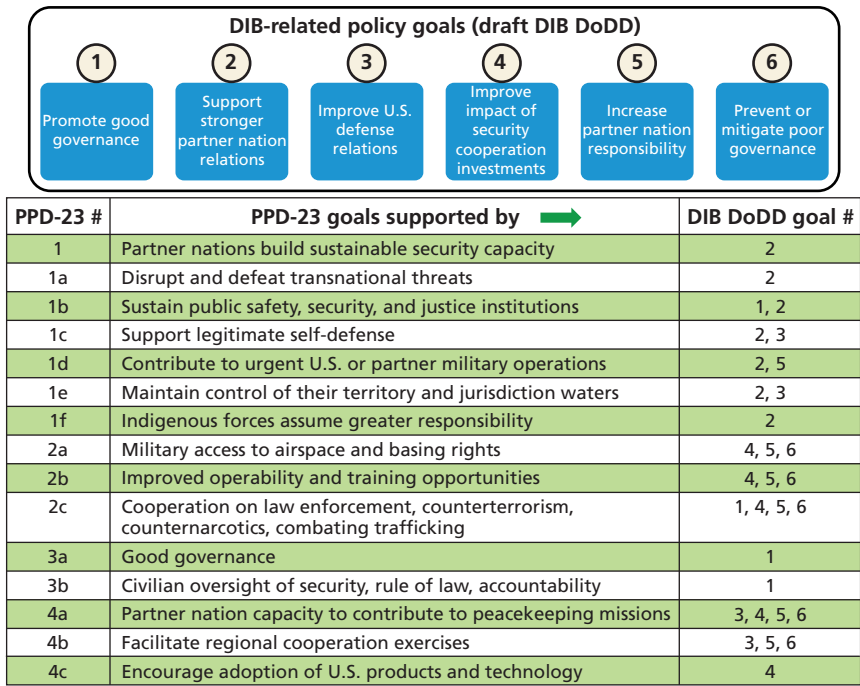 DIB-related policy goals (draft DIB DoDD)
1
2
3
4
5
6
Promote good
governance
Support
stronger
partner nation
relations
Improve U.S.
defense
relations
Improve
impact of
security
cooperation
investments
Increase
partner nation
responsibility
Prevent or
mitigate poor
governance
PPD-23 # PPD-23 goals supported by DIB DoDD goal #
1 Partner nations build sustainable security capacity 2
1a Disrupt and defeat transnational threats 2
1b Sustain public safety, security, and justice institutions 1, 2
1c Support legitimate self-defense 2, 3
1d Contribute to urgent U.S. or partner military operations 2, 5
1e Maintain control of their territory and jurisdiction waters 2, 3
1f Indigenous forces assume greater responsibility 2
2a Military access to airspace and basing rights 4, 5, 6
2b Improved operability and training opportunities 4, 5, 6
2c Cooperation on law enforcement, counterterrorism, 1, 4, 5, 6
counternarcotics, combating trafficking
3a Good governance 1
3b Civilian oversight of security, rule of law, accountability 1
4a Partner nation capacity to contribute to peacekeeping missions 3, 4, 5, 6
4b Facilitate regional cooperation exercises 3, 5, 6
4c Encourage adoption of U.S. products and technology 4